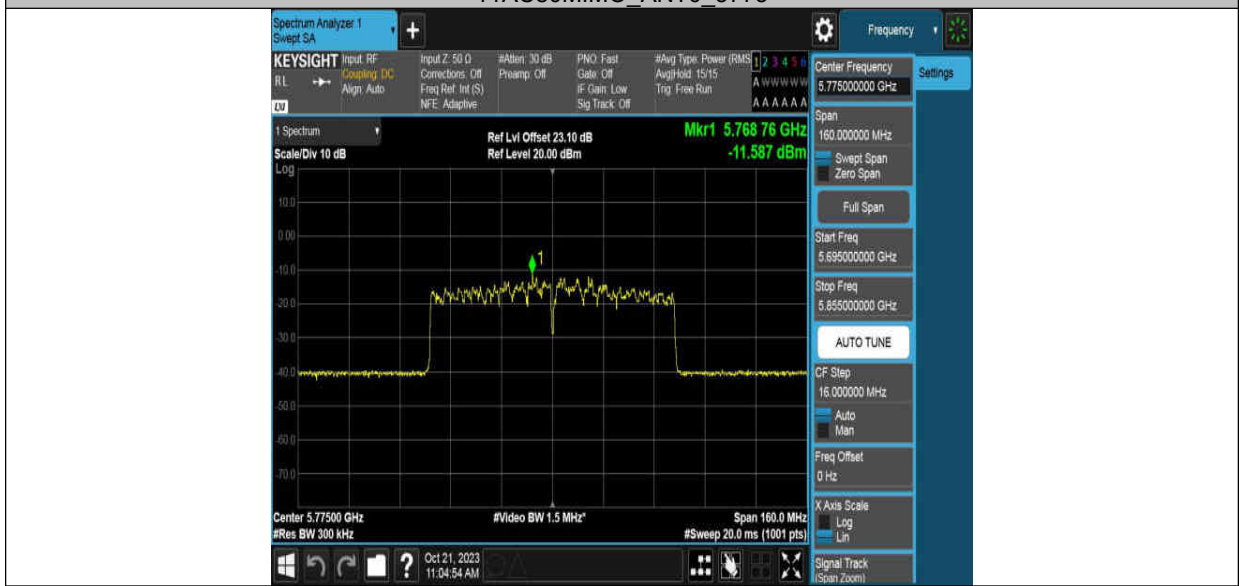 11AC80MIMO_ANT6_5775
Spectrum Analyzer 1
Swept SA
Frequency
KEYSIGHT
RL
Input: RF
Coupling: DC
Align: Auto
Input Z: 50 Ω
Corrections: Off
Freq Ref: Int (S)
NFE: Adaptive
#Atten: 30 dB
Preamp: Off
PNO: Fast
Gate: Off
IF Gain: Low
Sig Track: Off
#Avg Type: Power (RMS
Avg|Hold: 15/15
Trig: Free Run
1 2 3 4 5 6
A W W W W W
A A A A A A
1 Spectrum
Scale/Div 10 dB
Log
Ref Lvl Offset 23.10 dB
Ref Level 20.00 dBm
Mkr1 5.768 76 GHz
-11.587 dBm
10.0
0.00
-10.0
-20.0
-30.0
-40.0
-50.0
-60.0
-70.0
1
Center 5.77500 GHz
#Res BW 300 kHz
#Video BW 1.5 MHz*
Span 160.0 MHz
#Sweep 20.0 ms (1001 pts)
Oct 21, 2023
11:04:54 AM
Center Frequency
5.775000000 GHz
Settings
Span
160.000000 MHz
Swept Span
Zero Span
Full Span
Start Freq
5.695000000 GHz
Stop Freq
5.855000000 GHz
AUTO TUNE
CF Step
16.000000 MHz
Auto
Man
Freq Offset
0 Hz
X Axis Scale
Log
Lin
Signal Track
(Span Zoom)